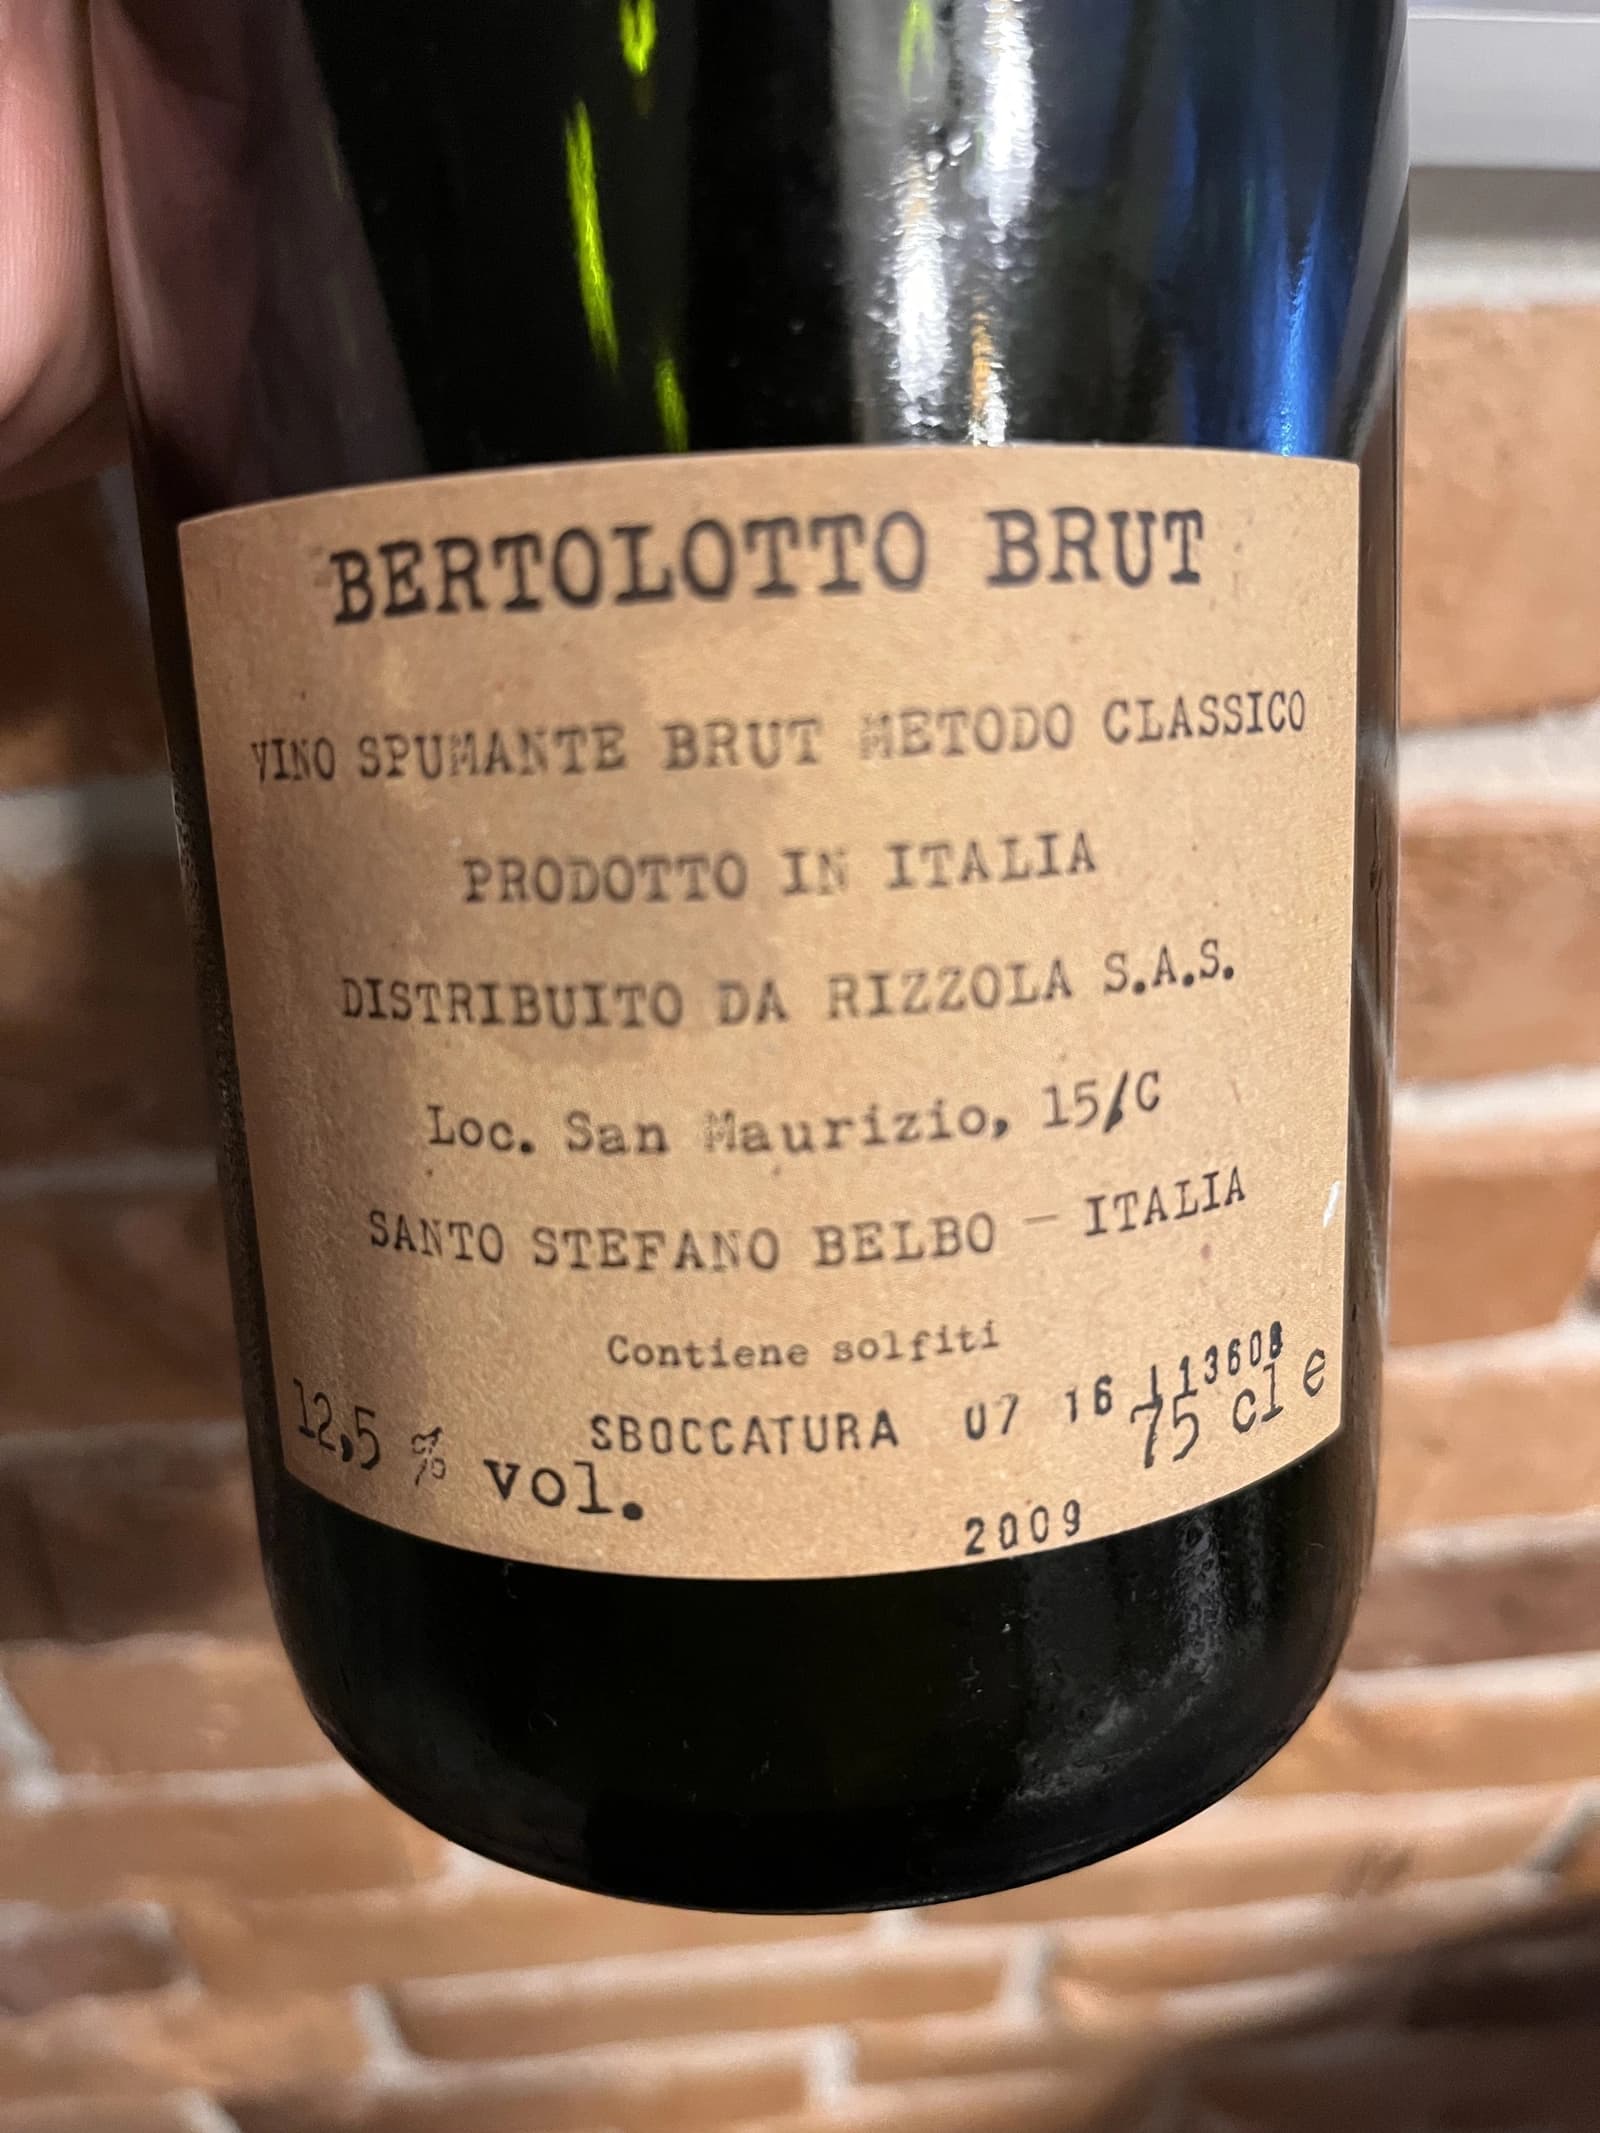 BERTOLOTTO BRUT
VINO SPUMANTE BRUT METODO CLASSICO
PRODOTTO IN ITALIA
DISTRIBUITO DA RIZZOLA S.A.S.
Loc. San Maurizio, 15/C
SANTO STEFANO BELBO - ITALIA
Contiene solfiti
12,5 % vol.
SBOCCATURA 07 16
75 cl e
2009